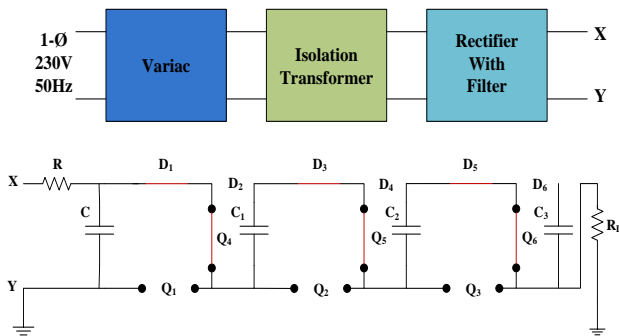 1-Ø
230V
50Hz
Variac
Isolation
Transformer
Rectifier
With
Filter
X
Y
X
R
D1
D2
D3
D4
D5
D6
C
C1
C2
C3
Q4
Q5
Q6
RL
Y
Q1
Q2
Q3